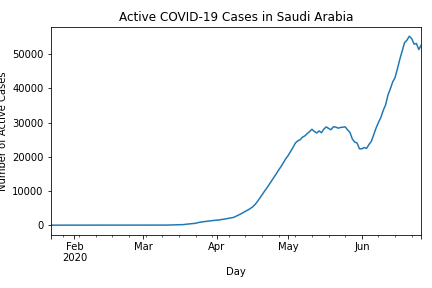 Active COVID-19 Cases in Saudi Arabia
Number of Active Cases
50000
40000
30000
20000
10000
0
Feb
2020
Mar
Apr
May
Jun
Day